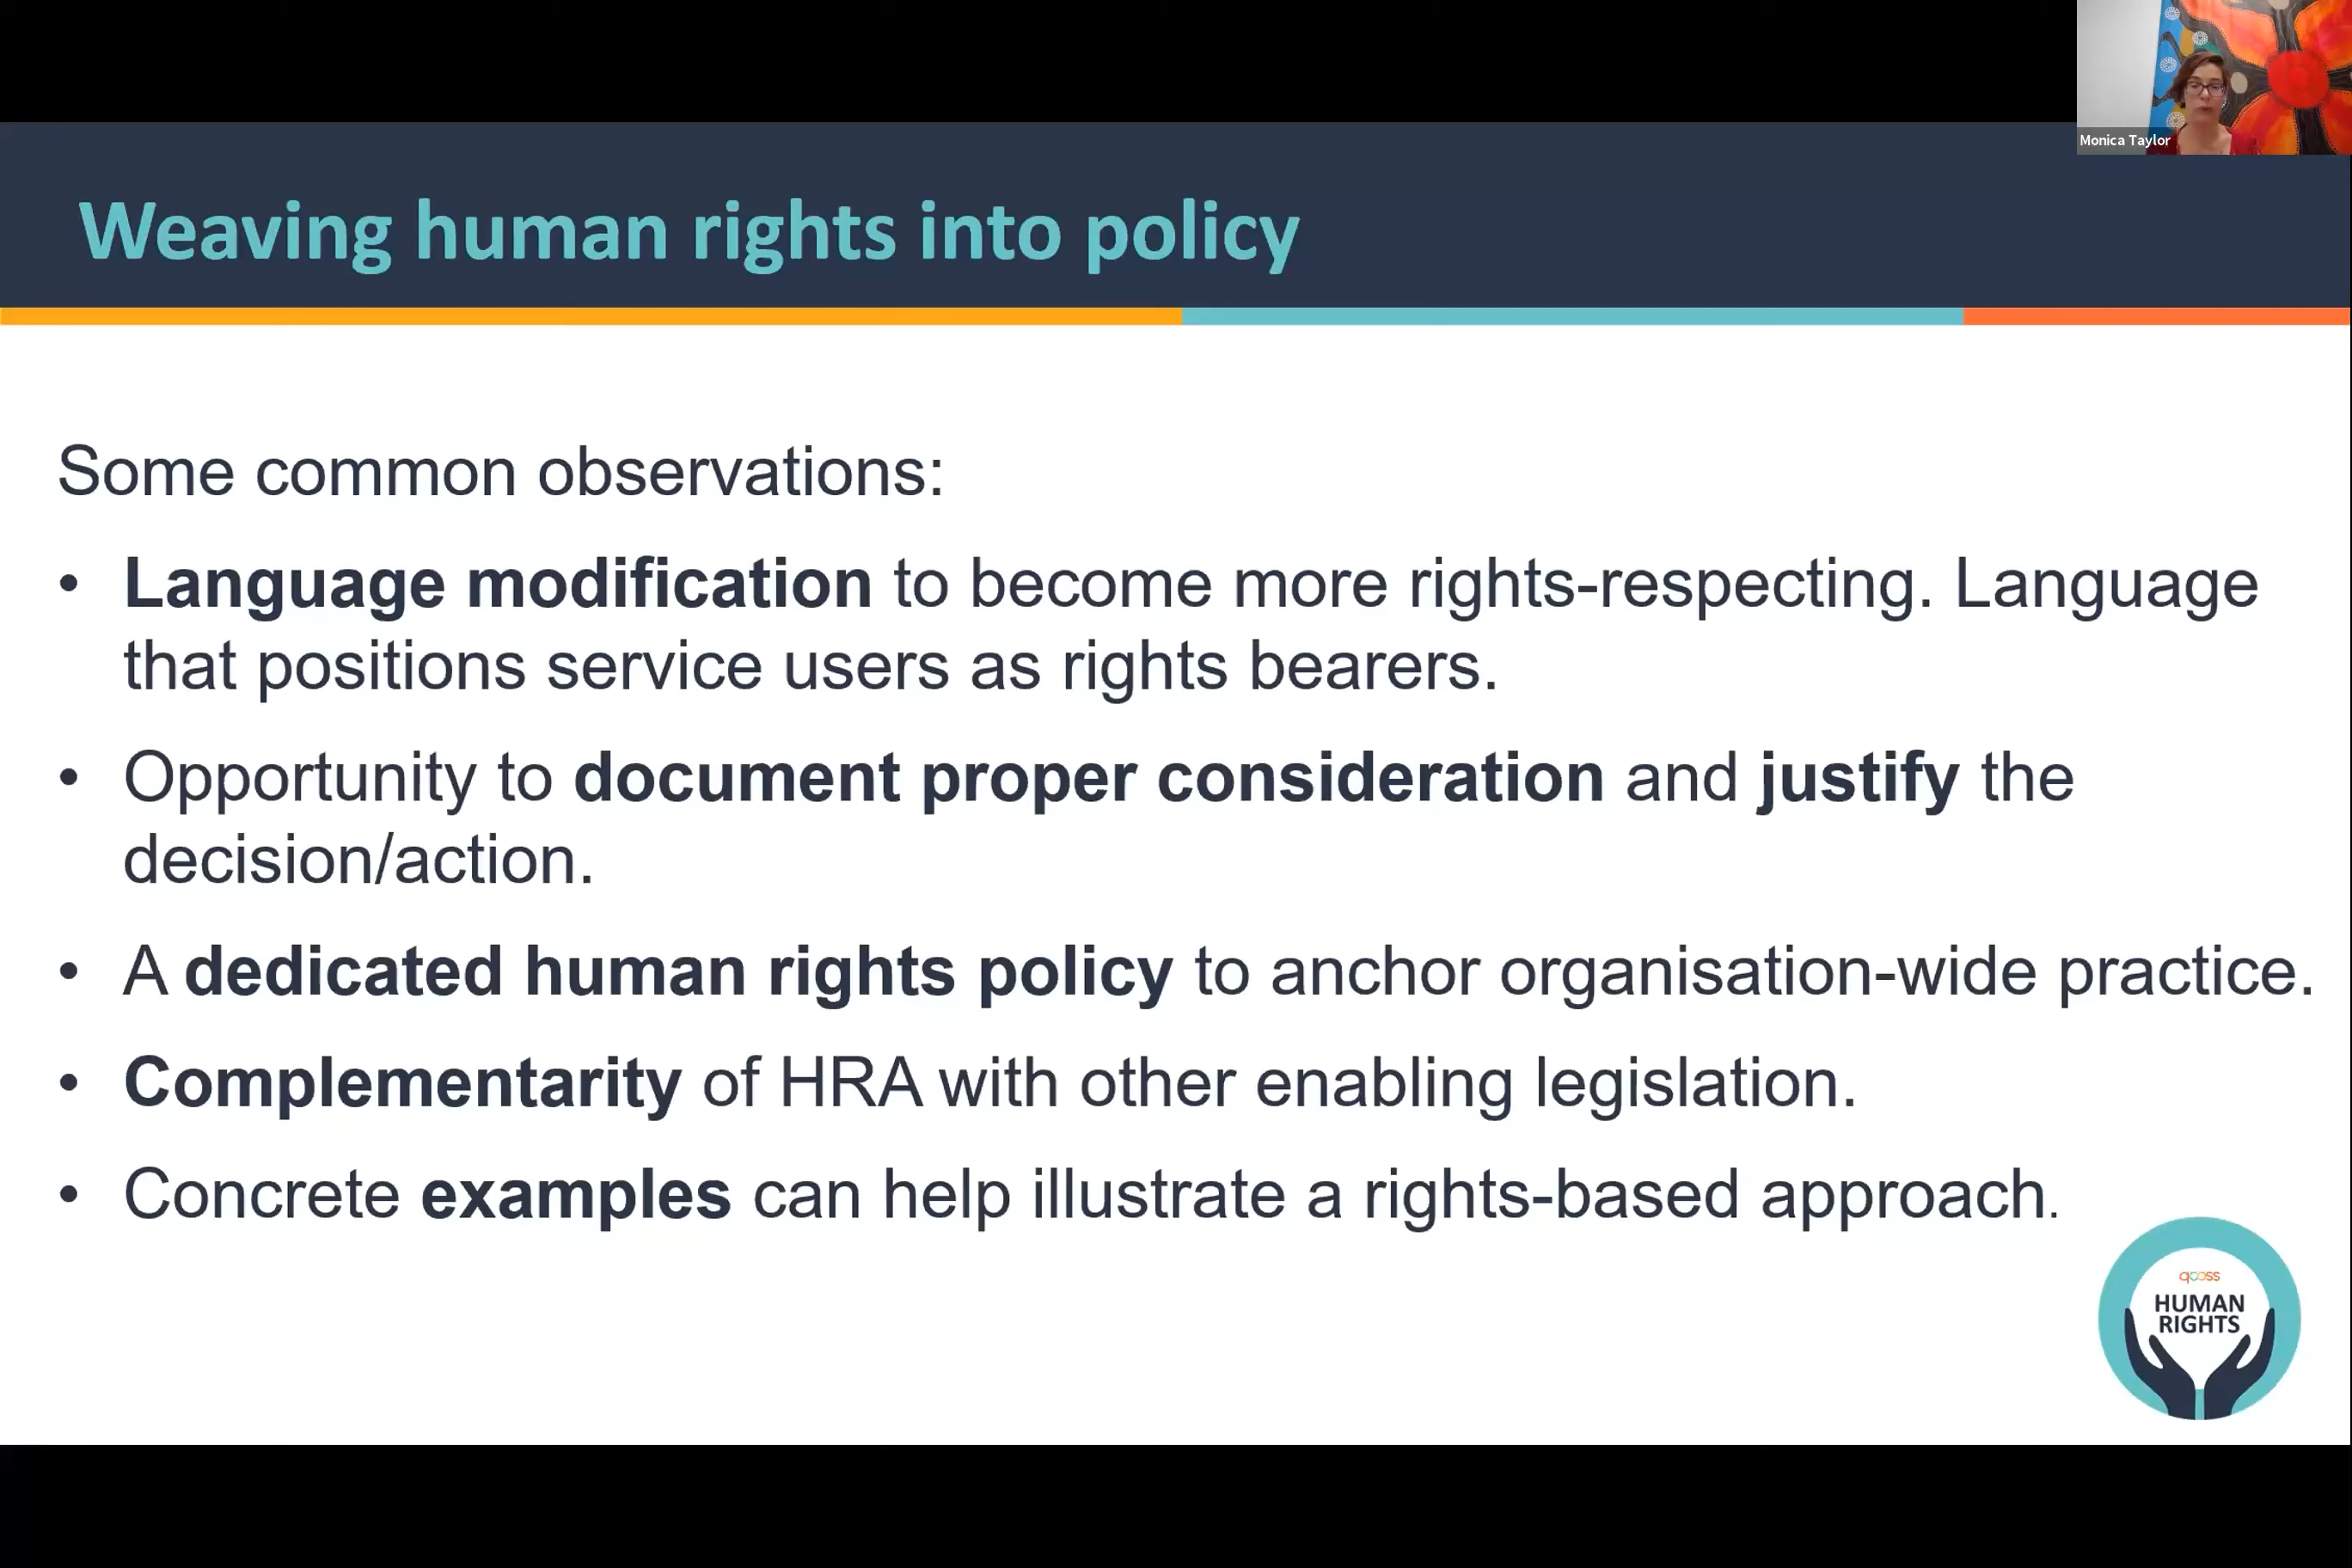 Monica Taylor
Weaving human rights into policy
Some common observations:
• Language modification to become more rights-respecting. Language
that positions service users as rights bearers.
• Opportunity to document proper consideration and justify the
decision/action.
• A dedicated human rights policy to anchor organisation-wide practice.
• Complementarity of HRA with other enabling legislation.
• Concrete examples can help illustrate a rights-based approach.
qcoss
HUMAN
RIGHTS